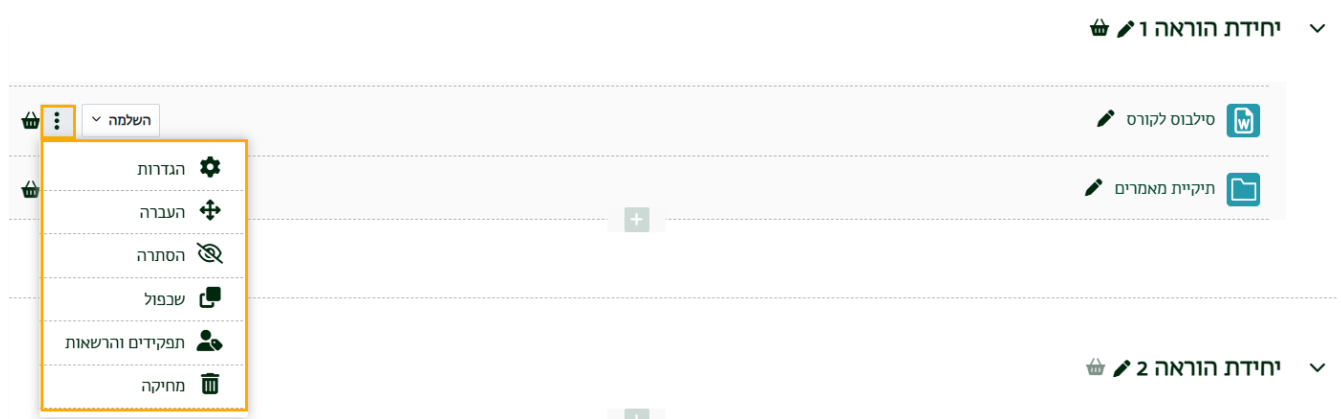 יחידת הוראה 1
סילבוס לקורס
השלמה
תיקיית מאמרים
הגדרות
העברה
הסתרה
שכפול
תפקידים והרשאות
מחיקה
יחידת הוראה 2